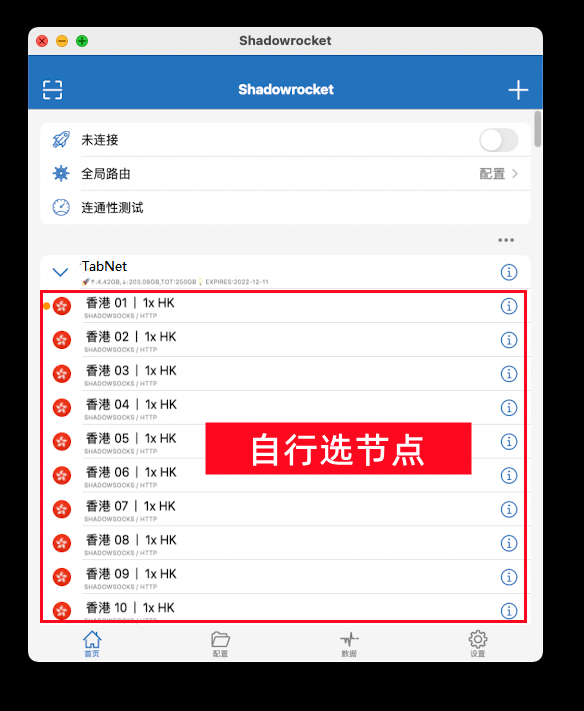 Shadowrocket
Shadowrocket
未连接
全局路由
配置
连通性测试
TabNet
🚀↑:4.42GB,↓:203.08GB,TOT:250GB💡EXPIRES:2022-12-11
香港 01 | 1x HK
SHADOWSOCKS / HTTP
香港 02 | 1x HK
SHADOWSOCKS / HTTP
香港 03 | 1x HK
SHADOWSOCKS / HTTP
香港 04 | 1x HK
SHADOWSOCKS / HTTP
香港 05 | 1x HK
SHADOWSOCKS / HTTP
自行选节点
香港 06 | 1x HK
SHADOWSOCKS / HTTP
香港 07 | 1x HK
SHADOWSOCKS / HTTP
香港 08 | 1x HK
SHADOWSOCKS / HTTP
香港 09 | 1x HK
SHADOWSOCKS / HTTP
香港 10 | 1x HK
首页
配置
数据
设置